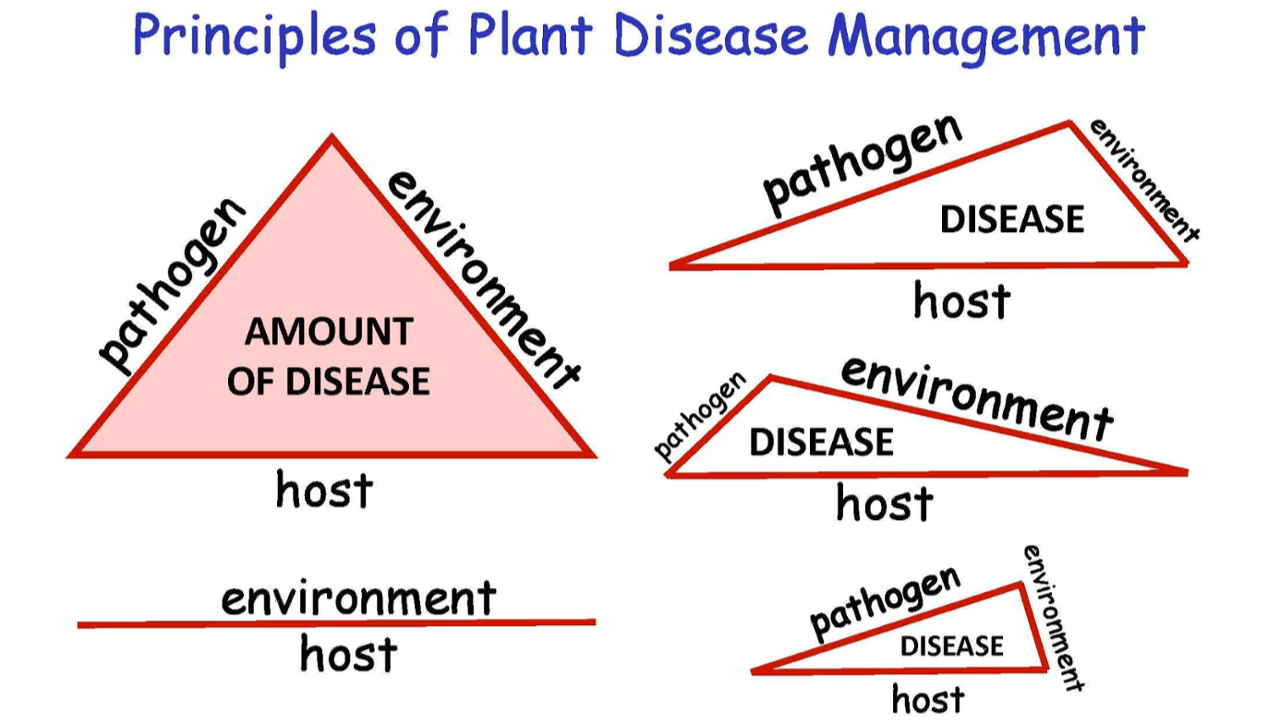 Principles of Plant Disease Management
pathogen
environment
AMOUNT
OF DISEASE
host
environment
host
pathogen
environment
DISEASE
host
pathogen
environment
DISEASE
host
pathogen
environment
DISEASE
host